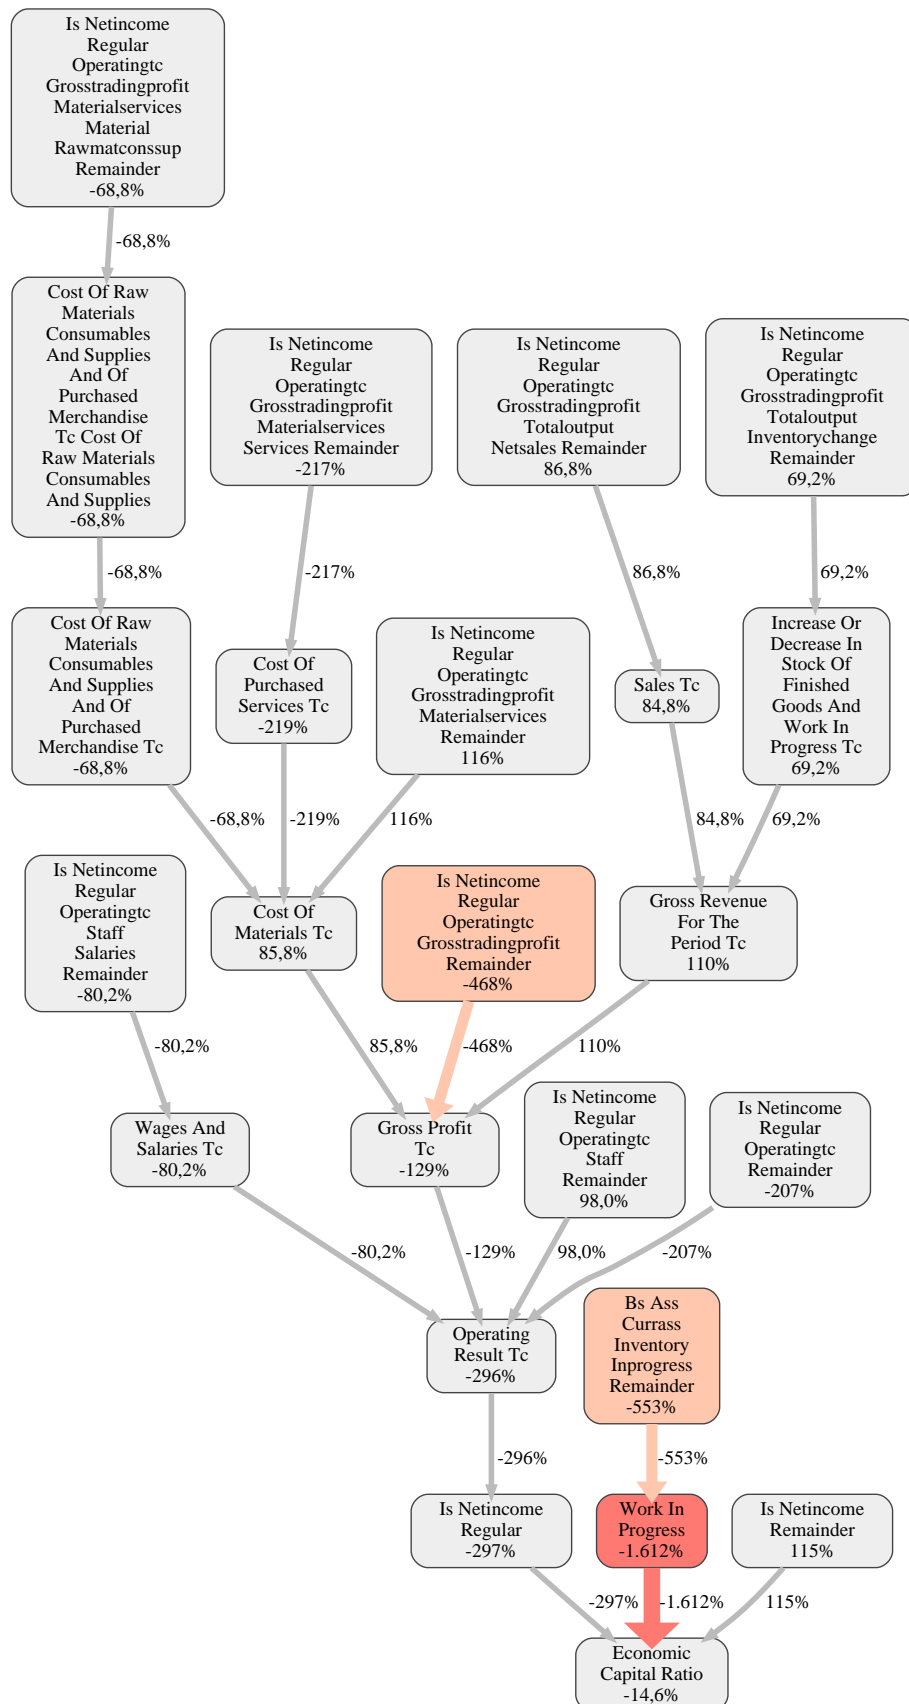 Is Netincome
Regular
Operatingtc
Grosstradingprofit
Materialservices
Material
Rawmatconssup
Remainder
-68,8%
-68,8%
Cost Of Raw
Materials
Consumables
And Supplies
And Of
Purchased
Merchandise
Tc Cost Of
Raw Materials
Consumables
And Supplies
-68,8%
Is Netincome
Regular
Operatingtc
Grosstradingprofit
Materialservices
Services Remainder
-217%
Is Netincome
Regular
Operatingtc
Grosstradingprofit
Totaloutput
Netsales Remainder
86,8%
Is Netincome
Regular
Operatingtc
Grosstradingprofit
Totaloutput
Inventorychange
Remainder
69,2%
-68,8%
-217%
86,8%
69,2%
Cost Of Raw
Materials
Consumables
And Supplies
And Of
Purchased
Merchandise Tc
-68,8%
Cost Of
Purchased
Services Tc
-219%
Is Netincome
Regular
Operatingtc
Grosstradingprofit
Materialservices
Remainder
116%
Sales Tc
84,8%
Increase Or
Decrease In
Stock Of
Finished
Goods And
Work In
Progress Tc
69,2%
-68,8%
-219%
116%
84,8%
69,2%
Is Netincome
Regular
Operatingtc
Staff
Salaries
Remainder
-80,2%
Cost Of
Materials Tc
85,8%
Is Netincome
Regular
Operatingtc
Grosstradingprofit
Remainder
-468%
Gross Revenue
For The
Period Tc
110%
-80,2%
85,8%
-468%
110%
Wages And
Salaries Tc
-80,2%
Gross Profit
Tc
-129%
Is Netincome
Regular
Operatingtc
Staff
Remainder
98,0%
Is Netincome
Regular
Operatingtc
Remainder
-207%
-80,2%
-129%
98,0%
-207%
Operating
Result Tc
-296%
Bs Ass
Currass
Inventory
Inprogress
Remainder
-553%
-296%
-553%
Is Netincome
Regular
-297%
Work In
Progress
-1.612%
Is Netincome
Remainder
115%
-297%
-1.612%
115%
Economic
Capital Ratio
-14,6%